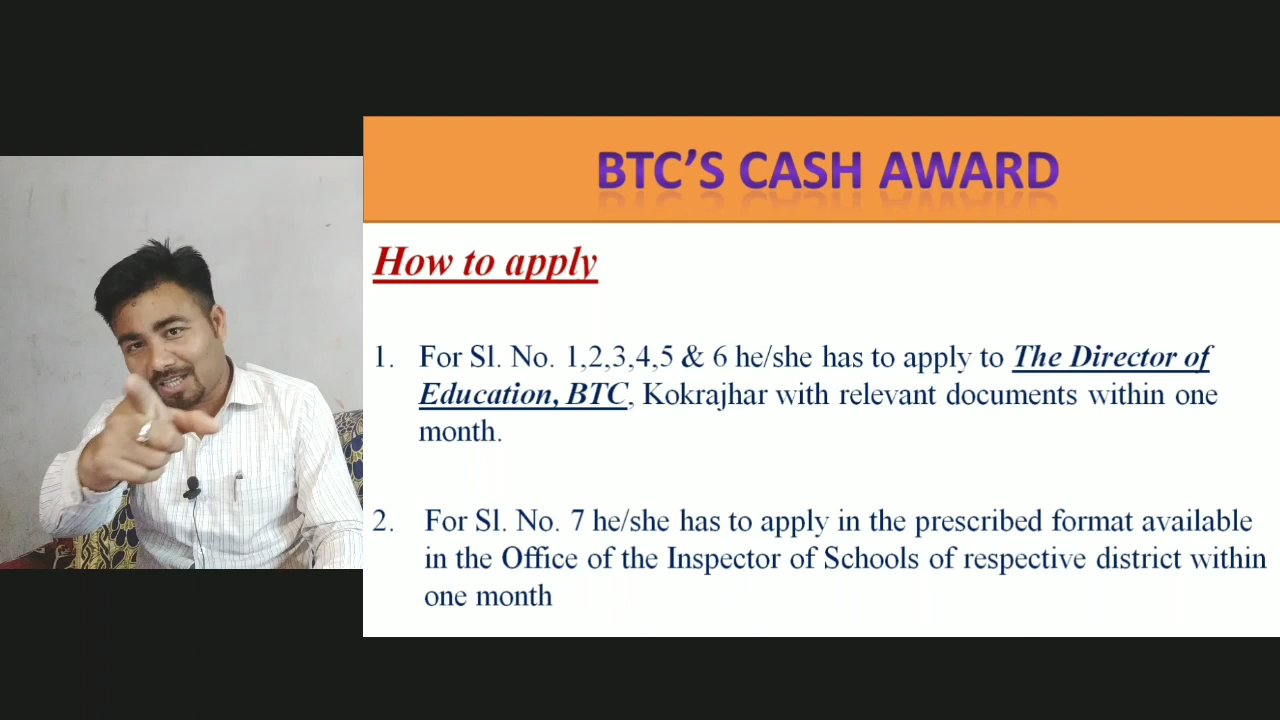 BTC’S CASH AWARD
How to apply
1. For Sl. No. 1,2,3,4,5 & 6 he/she has to apply to The Director of
Education, BTC, Kokrajhar with relevant documents within one
month.
2. For Sl. No. 7 he/she has to apply in the prescribed format available
in the Office of the Inspector of Schools of respective district within
one month